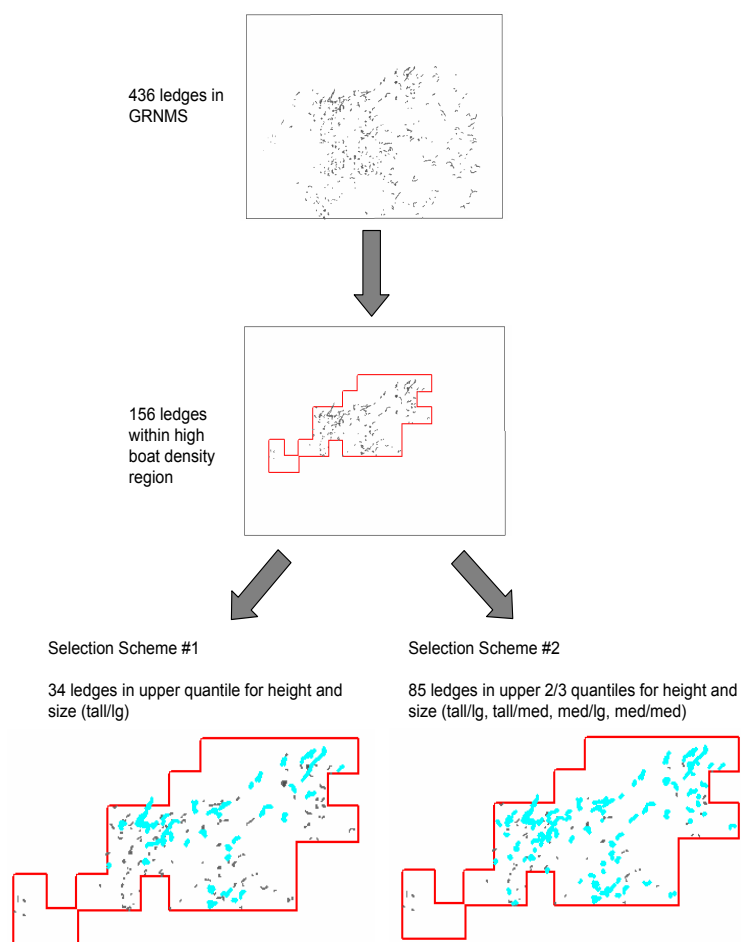 436 ledges in
GRNMS
156 ledges
within high
boat density
region
Selection Scheme #1
34 ledges in upper quantile for height and
size (tall/lg)
Selection Scheme #2
85 ledges in upper 2/3 quantiles for height and
size (tall/lg, tall/med, med/lg, med/med)